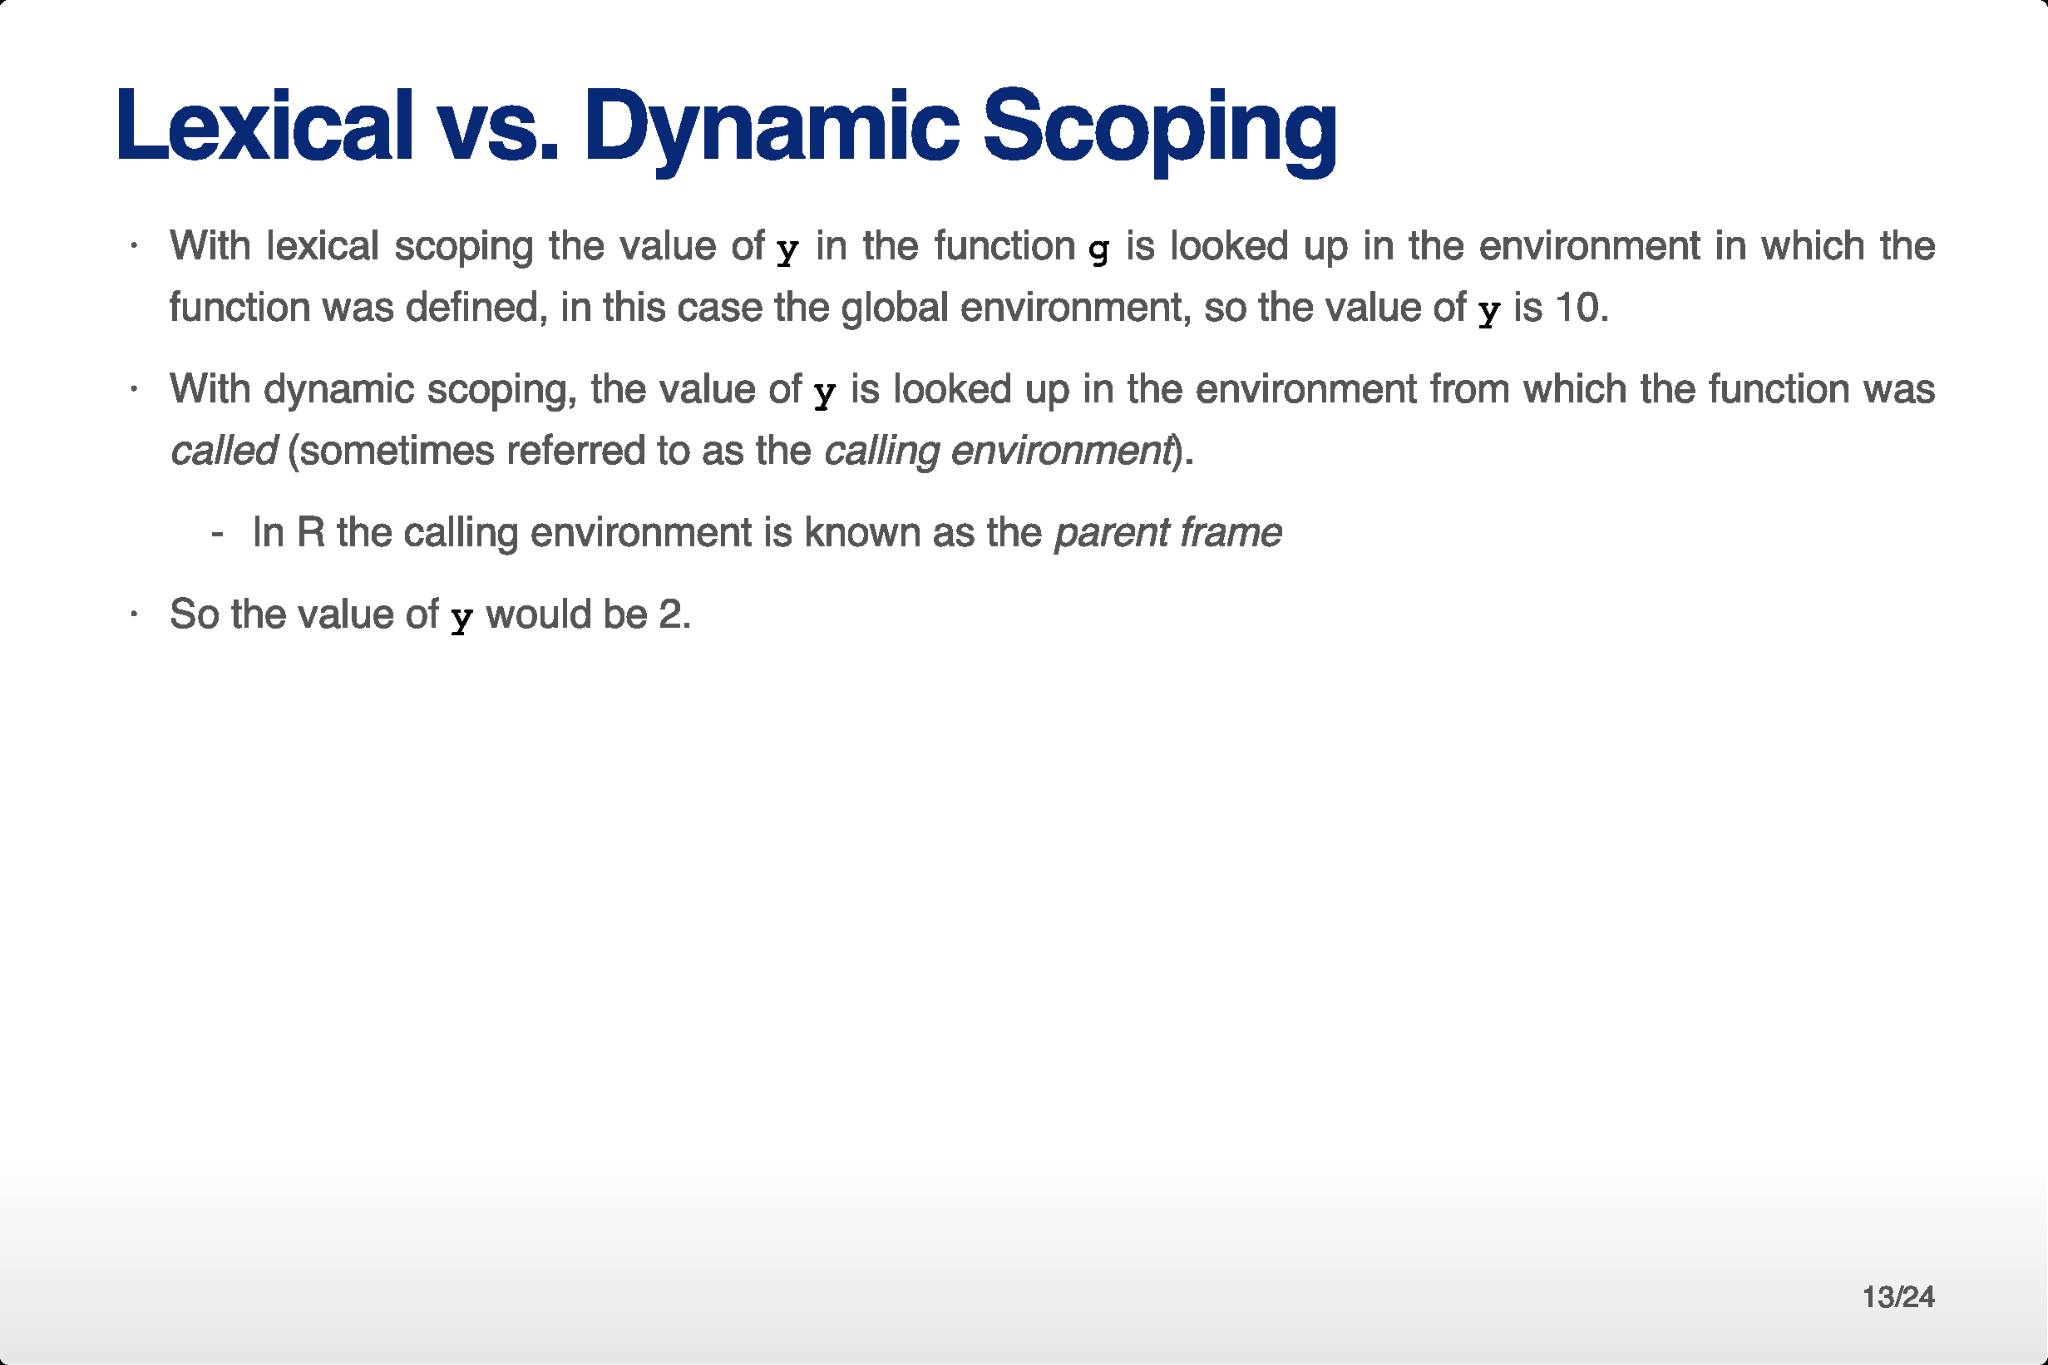 Lexical vs. Dynamic Scoping
· With lexical scoping the value of y in the function g is looked up in the environment in which the
function was defined, in this case the global environment, so the value of y is 10.
· With dynamic scoping, the value of y is looked up in the environment from which the function was
called (sometimes referred to as the calling environment).
- In R the calling environment is known as the parent frame
· So the value of y would be 2.
13/24